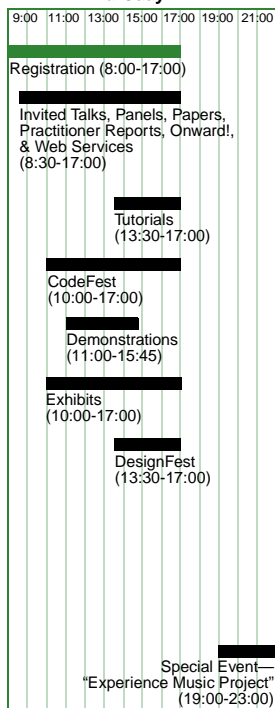 9:00 11:00 13:00 15:00 17:00 19:00 21:00
Registration (8:00-17:00)
Invited Talks, Panels, Papers,
Practitioner Reports, Onward!,
& Web Services
(8:30-17:00)
Tutorials
(13:30-17:00)
CodeFest
(10:00-17:00)
Demonstrations
(11:00-15:45)
Exhibits
(10:00-17:00)
DesignFest
(13:30-17:00)
Special Event—
“Experience Music Project”
(19:00-23:00)